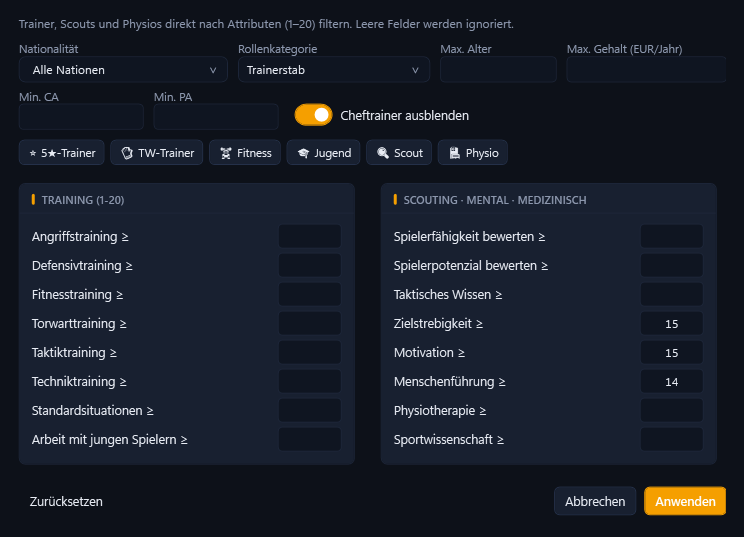 Trainer, Scouts und Physios direkt nach Attributen (1–20) filtern. Leere Felder werden ignoriert.
Nationalität Rollenkategorie Max. Alter Max. Gehalt (EUR/Jahr)
Alle Nationen Trainerstab
Min. CA Min. PA
Cheftrainer ausblenden
5★-Trainer TW-Trainer Fitness Jugend Scout Physio
TRAINING (1-20)
Angriffstraining ≥
Defensivtraining ≥
Fitnesstraining ≥
Torwarttraining ≥
Taktiktraining ≥
Techniktraining ≥
Standardsituationen ≥
Arbeit mit jungen Spielern ≥
SCOUTING · MENTAL · MEDIZINISCH
Spielerfähigkeit bewerten ≥
Spielerpotenzial bewerten ≥
Taktisches Wissen ≥
Zielstrebigkeit ≥ 15
Motivation ≥ 15
Menschenführung ≥ 14
Physiotherapie ≥
Sportwissenschaft ≥
Zurücksetzen Abbrechen Anwenden